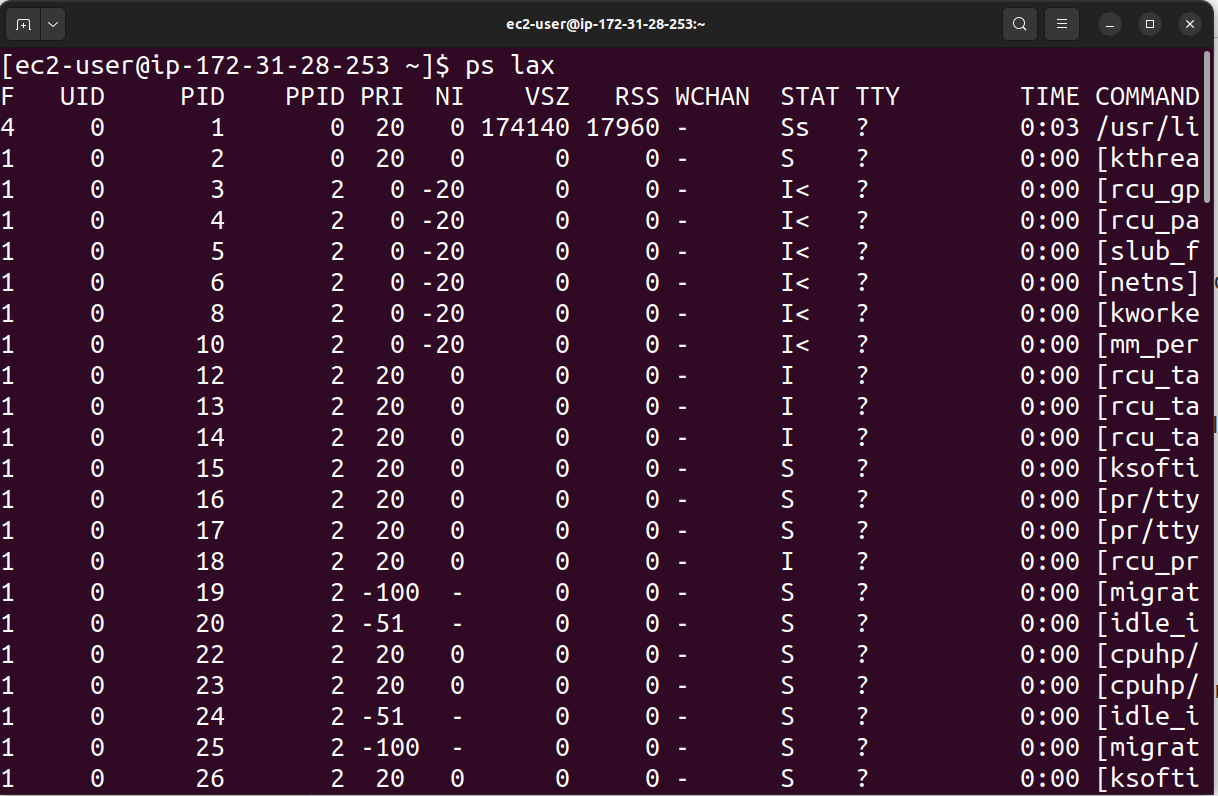 ec2-user@ip-172-31-28-253:~
[ec2-user@ip-172-31-28-253 ~]$ ps lax
F   UID     PID    PPID PRI  NI    VSZ   RSS WCHAN  STAT TTY        TIME COMMAND
4     0       1       0  20   0 174140 17960 -      Ss   ?          0:03 /usr/li
1     0       2       0  20   0      0     0 -      S    ?          0:00 [kthrea
1     0       3       2   0 -20      0     0 -      I<   ?          0:00 [rcu_gp
1     0       4       2   0 -20      0     0 -      I<   ?          0:00 [rcu_pa
1     0       5       2   0 -20      0     0 -      I<   ?          0:00 [slub_f
1     0       6       2   0 -20      0     0 -      I<   ?          0:00 [netns]
1     0       8       2   0 -20      0     0 -      I<   ?          0:00 [kworke
1     0      10       2   0 -20      0     0 -      I<   ?          0:00 [mm_per
1     0      12       2  20   0      0     0 -      I    ?          0:00 [rcu_ta
1     0      13       2  20   0      0     0 -      I    ?          0:00 [rcu_ta
1     0      14       2  20   0      0     0 -      I    ?          0:00 [rcu_ta
1     0      15       2  20   0      0     0 -      S    ?          0:00 [ksofti
1     0      16       2  20   0      0     0 -      S    ?          0:00 [pr/tty
1     0      17       2  20   0      0     0 -      S    ?          0:00 [pr/tty
1     0      18       2  20   0      0     0 -      I    ?          0:00 [rcu_pr
1     0      19       2 -100  -      0     0 -      S    ?          0:00 [migrat
1     0      20       2 -51   -      0     0 -      S    ?          0:00 [idle_i
1     0      22       2  20   0      0     0 -      S    ?          0:00 [cpuhp/
1     0      23       2  20   0      0     0 -      S    ?          0:00 [cpuhp/
1     0      24       2 -51   -      0     0 -      S    ?          0:00 [idle_i
1     0      25       2 -100  -      0     0 -      S    ?          0:00 [migrat
1     0      26       2  20   0      0     0 -      S    ?          0:00 [ksofti